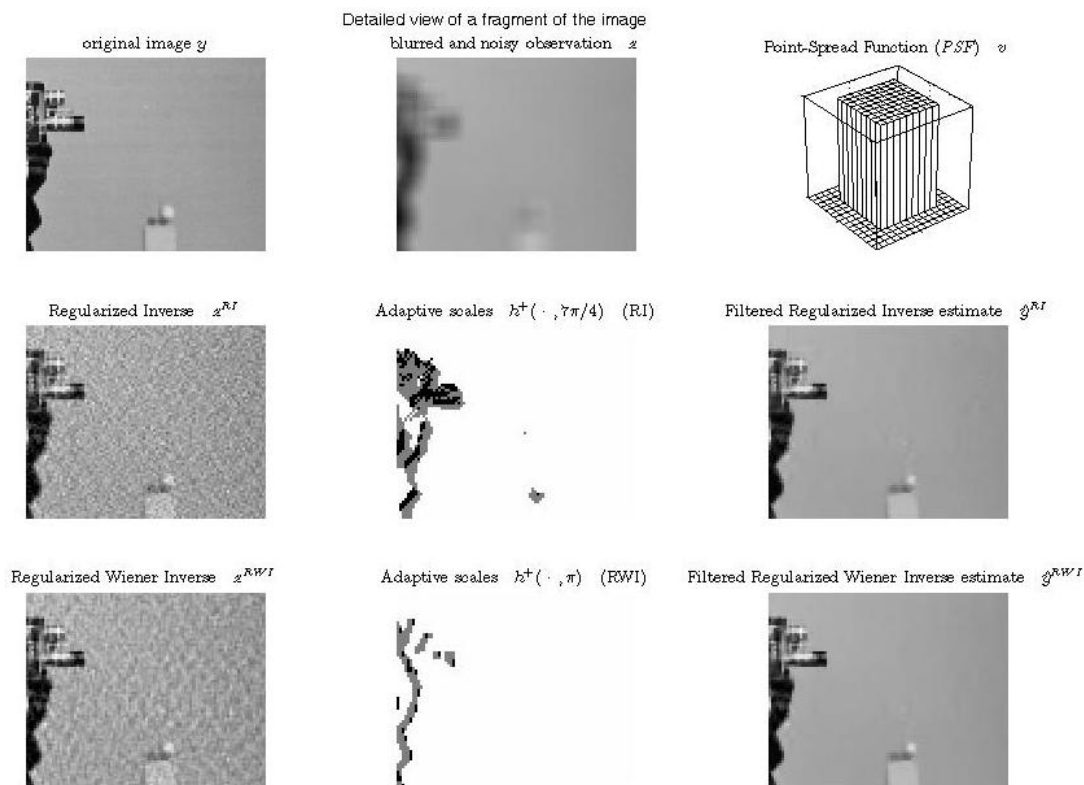 Detailed view of a fragment of the image
original image y
blurred and noisy observation z
Point-Spread Function (PSF) v
Regularized Inverse z^{RI}
Adaptive scales h⁺( · , 7π/4) (RI)
Filtered Regularized Inverse estimate ŷ^{RI}
Regularized Wiener Inverse z^{RWI}
Adaptive scales h⁺( · , π) (RWI)
Filtered Regularized Wiener Inverse estimate ŷ^{RWI}